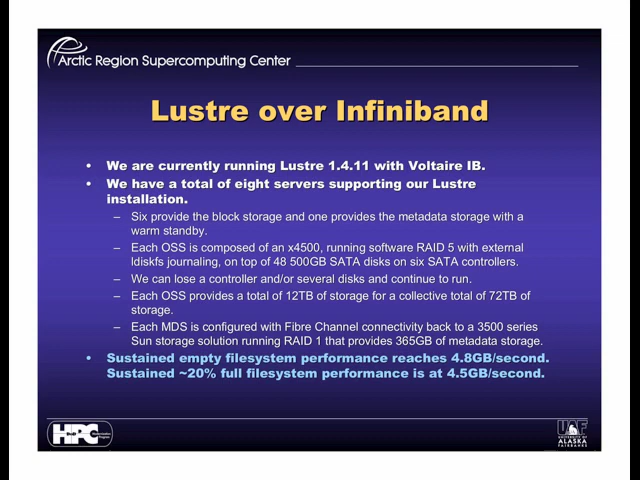 Arctic Region Supercomputing Center
Lustre over Infiniband
• We are currently running Lustre 1.4.11 with Voltaire IB.
• We have a total of eight servers supporting our Lustre
installation.
– Six provide the block storage and one provides the metadata storage with a
warm standby.
– Each OSS is composed of an x4500, running software RAID 5 with external
ldiskfs journaling, on top of 48 500GB SATA disks on six SATA controllers.
– We can lose a controller and/or several disks and continue to run.
– Each OSS provides a total of 12TB of storage for a collective total of 72TB of
storage.
– Each MDS is configured with Fibre Channel connectivity back to a 3500 series
Sun storage solution running RAID 1 that provides 365GB of metadata storage.
• Sustained empty filesystem performance reaches 4.8GB/second.
Sustained ~20% full filesystem performance is at 4.5GB/second.
HPC
UAF
UNIVERSITY OF
ALASKA
FAIRBANKS